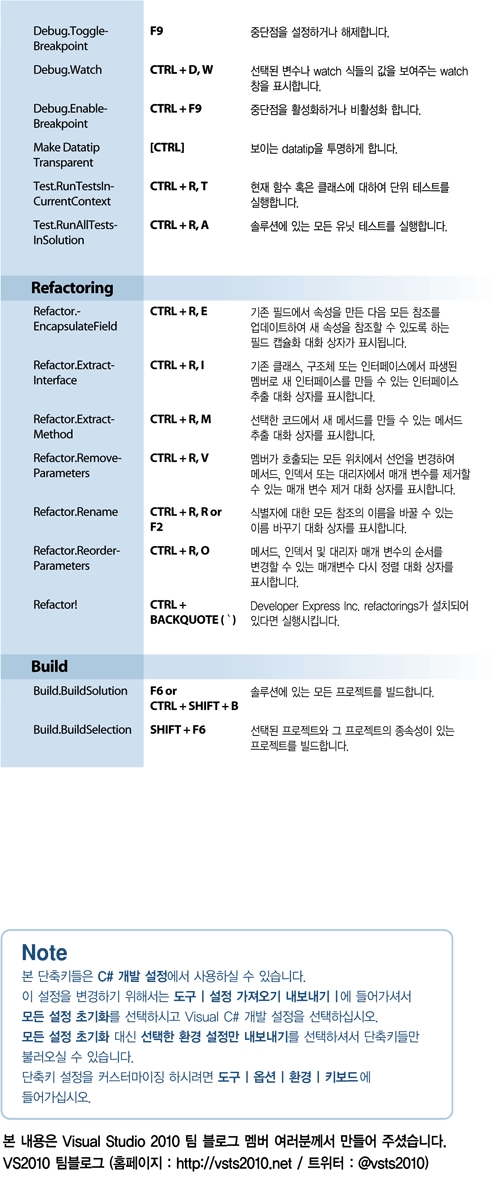 Debug.Toggle-
Breakpoint
F9
중단점을 설정하거나 해제합니다.
Debug.Watch
CTRL + D, W
선택된 변수나 watch 식들의 값을 보여주는 watch
창을 표시합니다.
Debug.Enable-
Breakpoint
CTRL + F9
중단점을 활성화하거나 비활성화 합니다.
Make Datatip
Transparent
[CTRL]
보이는 datatip을 투명하게 합니다.
Test.RunTestsIn-
CurrentContext
CTRL + R, T
현재 함수 혹은 클래스에 대하여 단위 테스트를
실행합니다.
Test.RunAllTests-
InSolution
CTRL + R, A
솔루션에 있는 모든 유닛 테스트를 실행합니다.
Refactoring
Refactor.-
EncapsulateField
CTRL + R, E
기존 필드에서 속성을 만든 다음 모든 참조를
업데이트하여 새 속성을 참조할 수 있도록 하는
필드 캡슐화 대화 상자가 표시됩니다.
Refactor.Extract-
Interface
CTRL + R, I
기존 클래스, 구조체 또는 인터페이스에서 파생된
멤버로 새 인터페이스를 만들 수 있는 인터페이스
추출 대화 상자를 표시합니다.
Refactor.Extract-
Method
CTRL + R, M
선택한 코드에서 새 메서드를 만들 수 있는 메서드
추출 대화 상자를 표시합니다.
Refactor.Remove-
Parameters
CTRL + R, V
멤버가 호출되는 모든 위치에서 선언을 변경하여
메서드, 인덱서 또는 대리자에서 매개 변수를 제거할
수 있는 매개 변수 제거 대화 상자를 표시합니다.
Refactor.Rename
CTRL + R, R or
F2
식별자에 대한 모든 참조의 이름을 바꿀 수 있는
이름 바꾸기 대화 상자를 표시합니다.
Refactor.Reorder-
Parameters
CTRL + R, O
메서드, 인덱서 및 대리자 매개 변수의 순서를
변경할 수 있는 매개변수 다시 정렬 대화 상자를
표시합니다.
Refactor!
CTRL +
BACKQUOTE ( ` )
Developer Express Inc. refactorings가 설치되어
있다면 실행시킵니다.
Build
Build.BuildSolution
F6 or
CTRL + SHIFT + B
솔루션에 있는 모든 프로젝트를 빌드합니다.
Build.BuildSelection
SHIFT + F6
선택된 프로젝트와 그 프로젝트의 종속성이 있는
프로젝트를 빌드합니다.
Note
본 단축키들은 C# 개발 설정에서 사용하실 수 있습니다.
이 설정을 변경하기 위해서는 도구 | 설정 가져오기 내보내기 |에 들어가셔서
모든 설정 초기화를 선택하시고 Visual C# 개발 설정을 선택하십시오.
모든 설정 초기화 대신 선택한 환경 설정만 내보내기를 선택하셔서 단축키들만
불러오실 수 있습니다.
단축키 설정을 커스터마이징 하시려면 도구 | 옵션 | 환경 | 키보드에
들어가십시오.
본 내용은 Visual Studio 2010 팀 블로그 멤버 여러분께서 만들어 주셨습니다.
VS2010 팀블로그 (홈페이지 : http://vsts2010.net / 트위터 : @vsts2010)